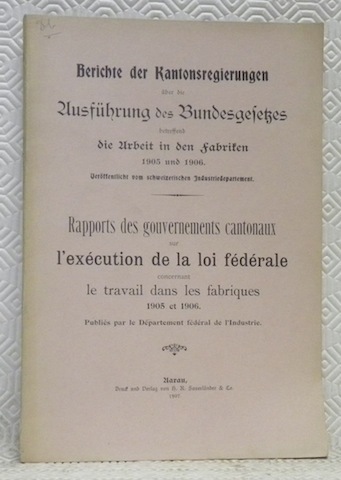 Berichte der Kantonsregierungen
über die
Ausführung des Bundesgesetzes
betreffend
die Arbeit in den Fabriken
1905 und 1906.
Veröffentlicht vom schweizerischen Industriedepartement.
Rapports des gouvernements cantonaux
sur
l'exécution de la loi fédérale
concernant
le travail dans les fabriques
1905 et 1906.
Publiés par le Département fédéral de l'Industrie.
Aarau.
Druck und Verlag von H. R. Sauerländer & Co.
1907